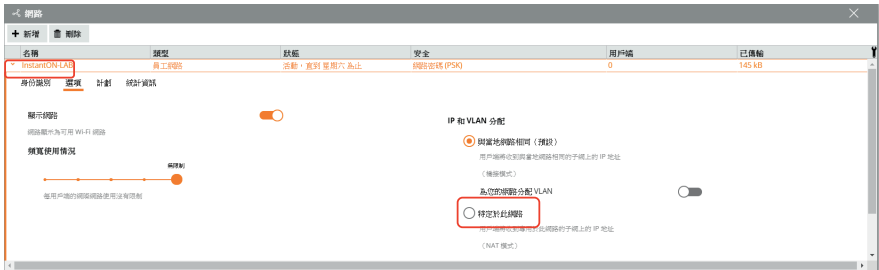 網路
新增 刪除
名稱 類型 狀態 安全 用戶端 已傳輸
InstantON-LAB 員工網路 活動，直到 星期六 為止 網路密碼 (PSK) 0 145 kB
身份識別 選項 計劃 統計資訊
顯示網路
網路顯示為可用 Wi-Fi 網路
頻寬使用情況
無限制
每用戶端的網際網路使用沒有限制
IP 和 VLAN 分配
與當地網路相同（預設）
用戶端將收到與當地網路相同的子網上的 IP 地址
（橋接模式）
為您的網路分配 VLAN
特定於此網路
用戶端將收到專用於此網路的子網上的 IP 地址
（NAT 模式）